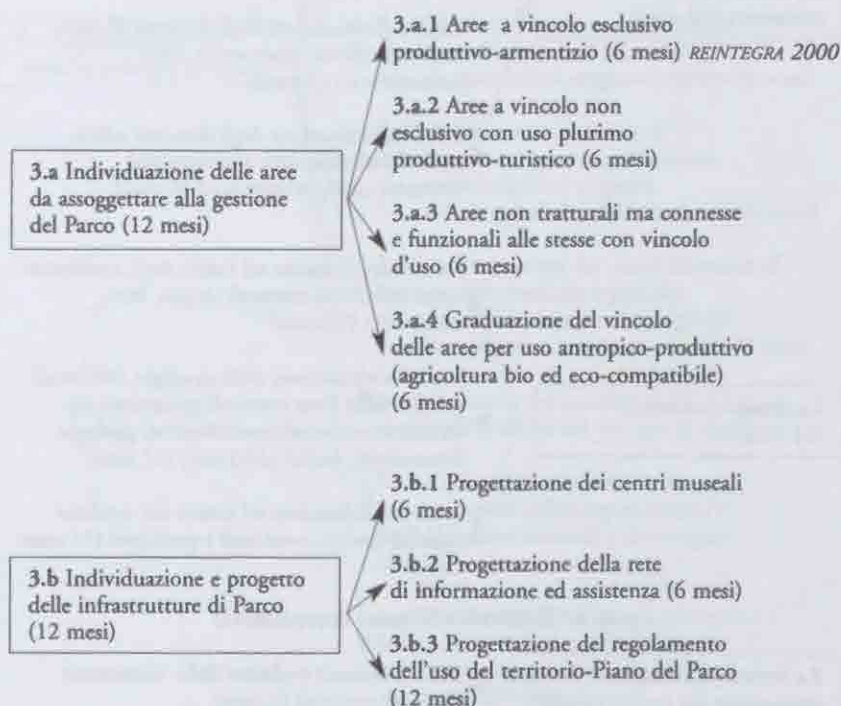 3.a Individuazione delle aree
da assoggettare alla gestione
del Parco (12 mesi)
3.a.1 Aree a vincolo esclusivo
produttivo-armentizio (6 mesi) REINTEGRA 2000
3.a.2 Aree a vincolo non
esclusivo con uso plurimo
produttivo-turistico (6 mesi)
3.a.3 Aree non tratturali ma connesse
e funzionali alle stesse con vincolo
d'uso (6 mesi)
3.a.4 Graduazione del vincolo
delle aree per uso antropico-produttivo
(agricoltura bio ed eco-compatibile)
(6 mesi)
3.b Individuazione e progetto
delle infrastrutture di Parco
(12 mesi)
3.b.1 Progettazione dei centri museali
(6 mesi)
3.b.2 Progettazione della rete
di informazione ed assistenza (6 mesi)
3.b.3 Progettazione del regolamento
dell'uso del territorio-Piano del Parco
(12 mesi)